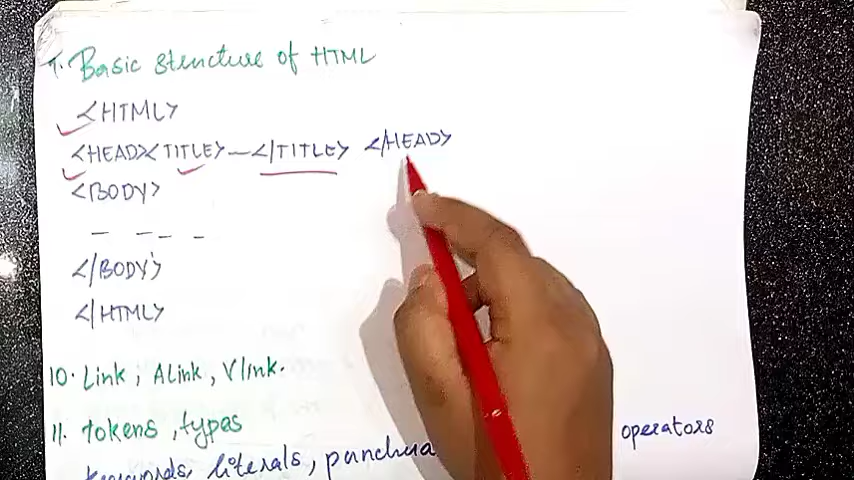 9. Basic structure of HTML
<HTML>
<HEAD><TITLE>—</TITLE> </HEAD>
<BODY>
— — — —
</BODY>
</HTML>
10. Link, Alink, Vlink.
11. Tokens, types
keywords, literals, operators